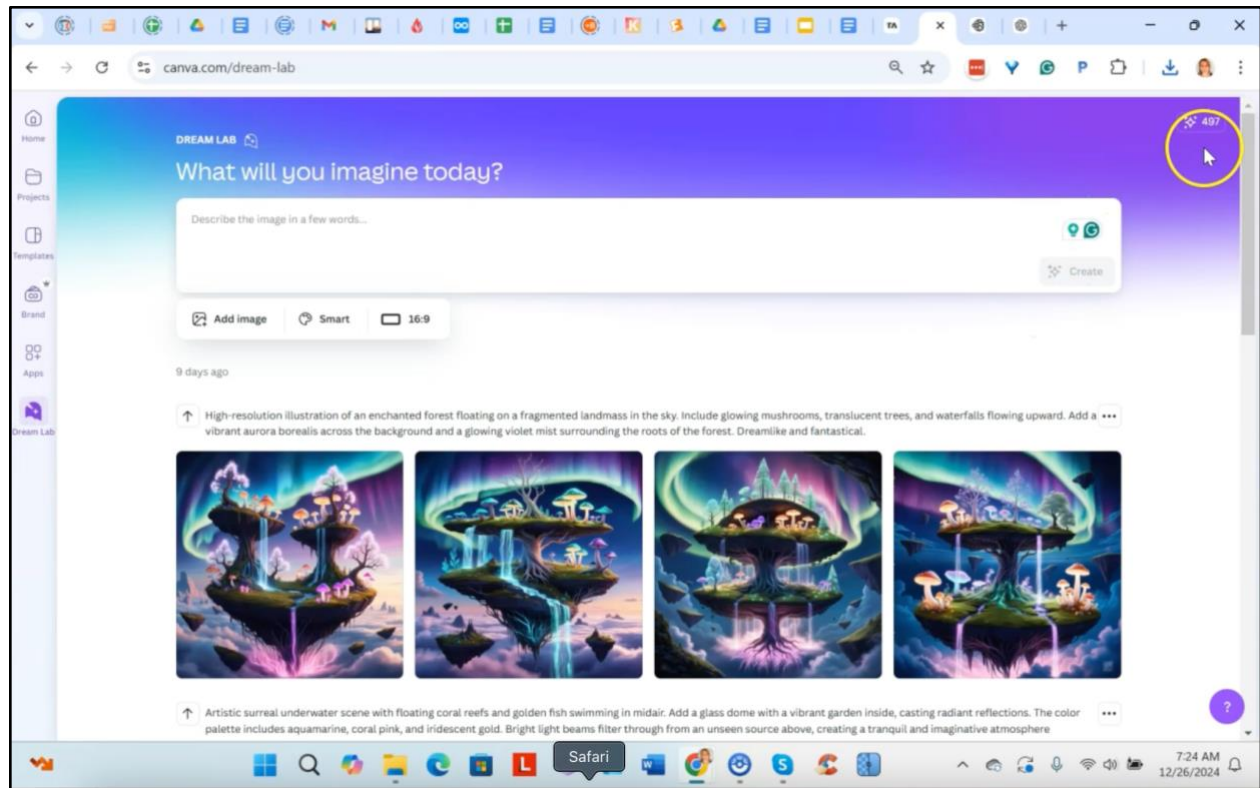 TA
canva.com/dream-lab
P
Home
Projects
Templates
Brand
Apps
Dream Lab
497
DREAM LAB
What will you imagine today?
Describe the image in a few words...
Create
Add image
Smart
16:9
9 days ago
High-resolution illustration of an enchanted forest floating on a fragmented landmass in the sky. Include glowing mushrooms, translucent trees, and waterfalls flowing upward. Add a
vibrant aurora borealis across the background and a glowing violet mist surrounding the roots of the forest. Dreamlike and fantastical.
Artistic surreal underwater scene with floating coral reefs and golden fish swimming in midair. Add a glass dome with a vibrant garden inside, casting radiant reflections. The color
palette includes aquamarine, coral pink, and iridescent gold. Bright light beams filter through from an unseen source above, creating a tranquil and imaginative atmosphere
?
L
Safari
7:24 AM
12/26/2024